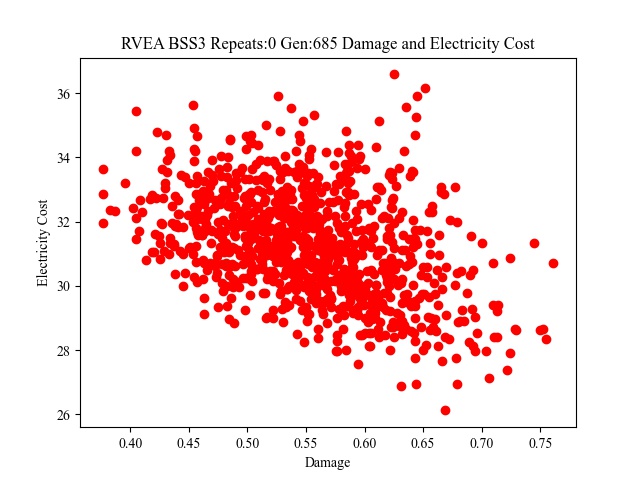 RVEA BSS3 Repeats:0 Gen:685 Damage and Electricity Cost
36
34
32
30
28
26
Electricity Cost
0.40 0.45 0.50 0.55 0.60 0.65 0.70 0.75
Damage